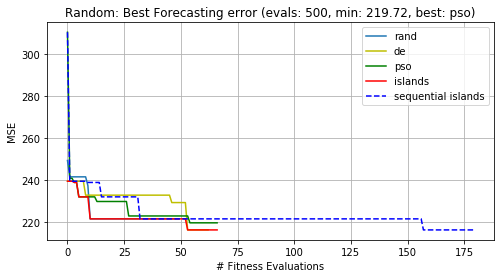 Random: Best Forecasting error (evals: 500, min: 219.72, best: pso)
rand
de
pso
islands
sequential islands
MSE
300
280
260
240
220
0
25
50
75
100
125
150
175
# Fitness Evaluations